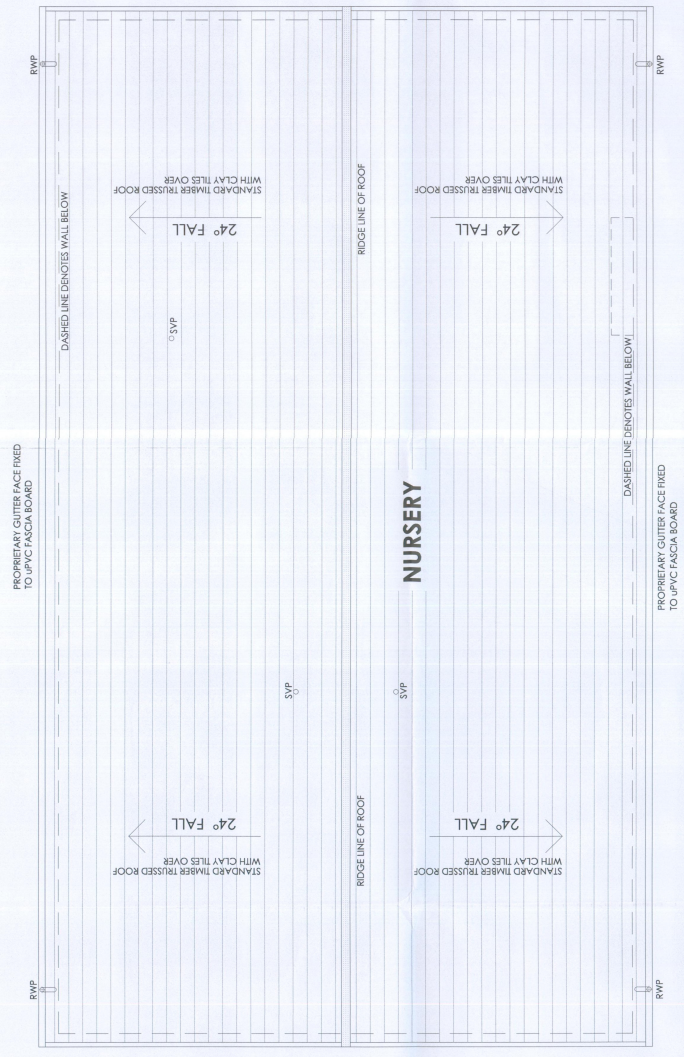 PROPRIETARY GUTTER FACE FIXED
TO uPVC FASCIA BOARD
RWP
RWP
DASHED LINE DENOTES WALL BELOW
STANDARD TIMBER TRUSSED ROOF
WITH CLAY TILES OVER
24° FALL
24° FALL
STANDARD TIMBER TRUSSED ROOF
WITH CLAY TILES OVER
SVP
SVP
RIDGE LINE OF ROOF
RIDGE LINE OF ROOF
SVP
NURSERY
STANDARD TIMBER TRUSSED ROOF
WITH CLAY TILES OVER
24° FALL
24° FALL
STANDARD TIMBER TRUSSED ROOF
WITH CLAY TILES OVER
DASHED LINE DENOTES WALL BELOW
RWP
RWP
PROPRIETARY GUTTER FACE FIXED
TO uPVC FASCIA BOARD